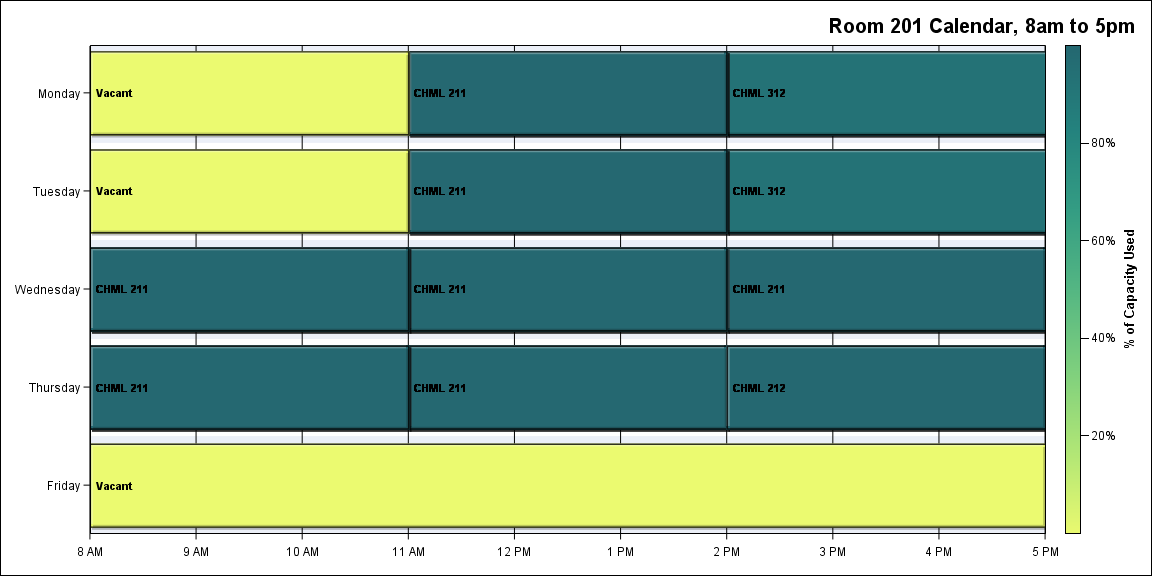 Room 201 Calendar, 8am to 5pm
Monday
Vacant
CHML 211
CHML 312
Tuesday
Vacant
CHML 211
CHML 312
Wednesday
CHML 211
CHML 211
CHML 211
Thursday
CHML 211
CHML 211
CHML 212
Friday
Vacant
8 AM
9 AM
10 AM
11 AM
12 PM
1 PM
2 PM
3 PM
4 PM
5 PM
80%
60%
40%
20%
% of Capacity Used